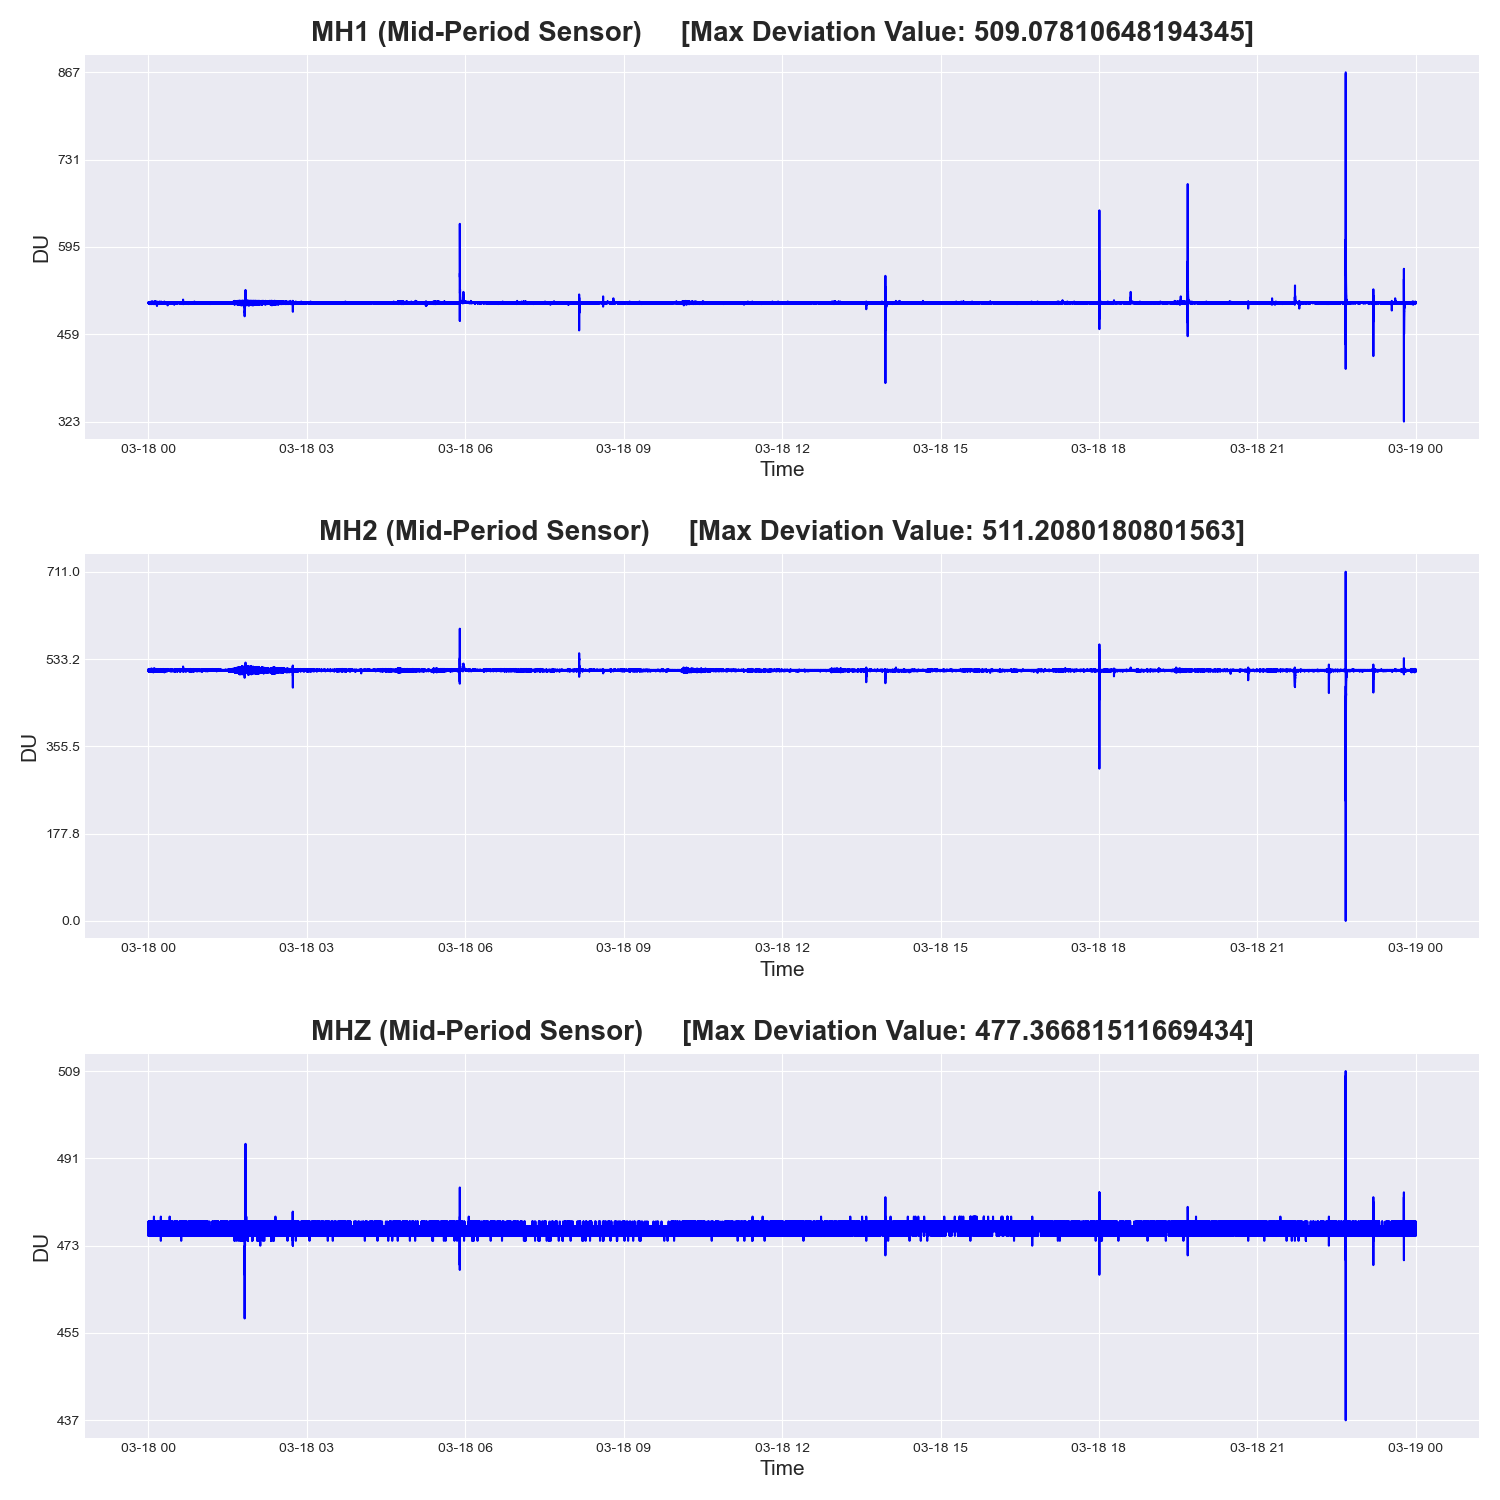 MH1 (Mid-Period Sensor) [Max Deviation Value: 509.07810648194345]
867
731
595
459
323
DU
03-18 00 03-18 03 03-18 06 03-18 09 03-18 12 03-18 15 03-18 18 03-18 21 03-19 00
Time
MH2 (Mid-Period Sensor) [Max Deviation Value: 511.2080180801563]
711.0
533.2
355.5
177.8
0.0
DU
03-18 00 03-18 03 03-18 06 03-18 09 03-18 12 03-18 15 03-18 18 03-18 21 03-19 00
Time
MHZ (Mid-Period Sensor) [Max Deviation Value: 477.36681511669434]
509
491
473
455
437
DU
03-18 00 03-18 03 03-18 06 03-18 09 03-18 12 03-18 15 03-18 18 03-18 21 03-19 00
Time